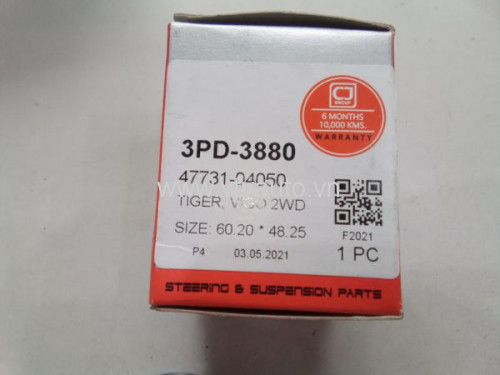 CJ
GROUP
6 MONTHS
10,000 KMS.
WARRANTY
3PD-3880
47731-04050
TIGER, VIGO 2WD
SIZE: 60.20 * 48.25
F2021
P4 03.05.2021
1 PC
STEERING & SUSPENSION PARTS